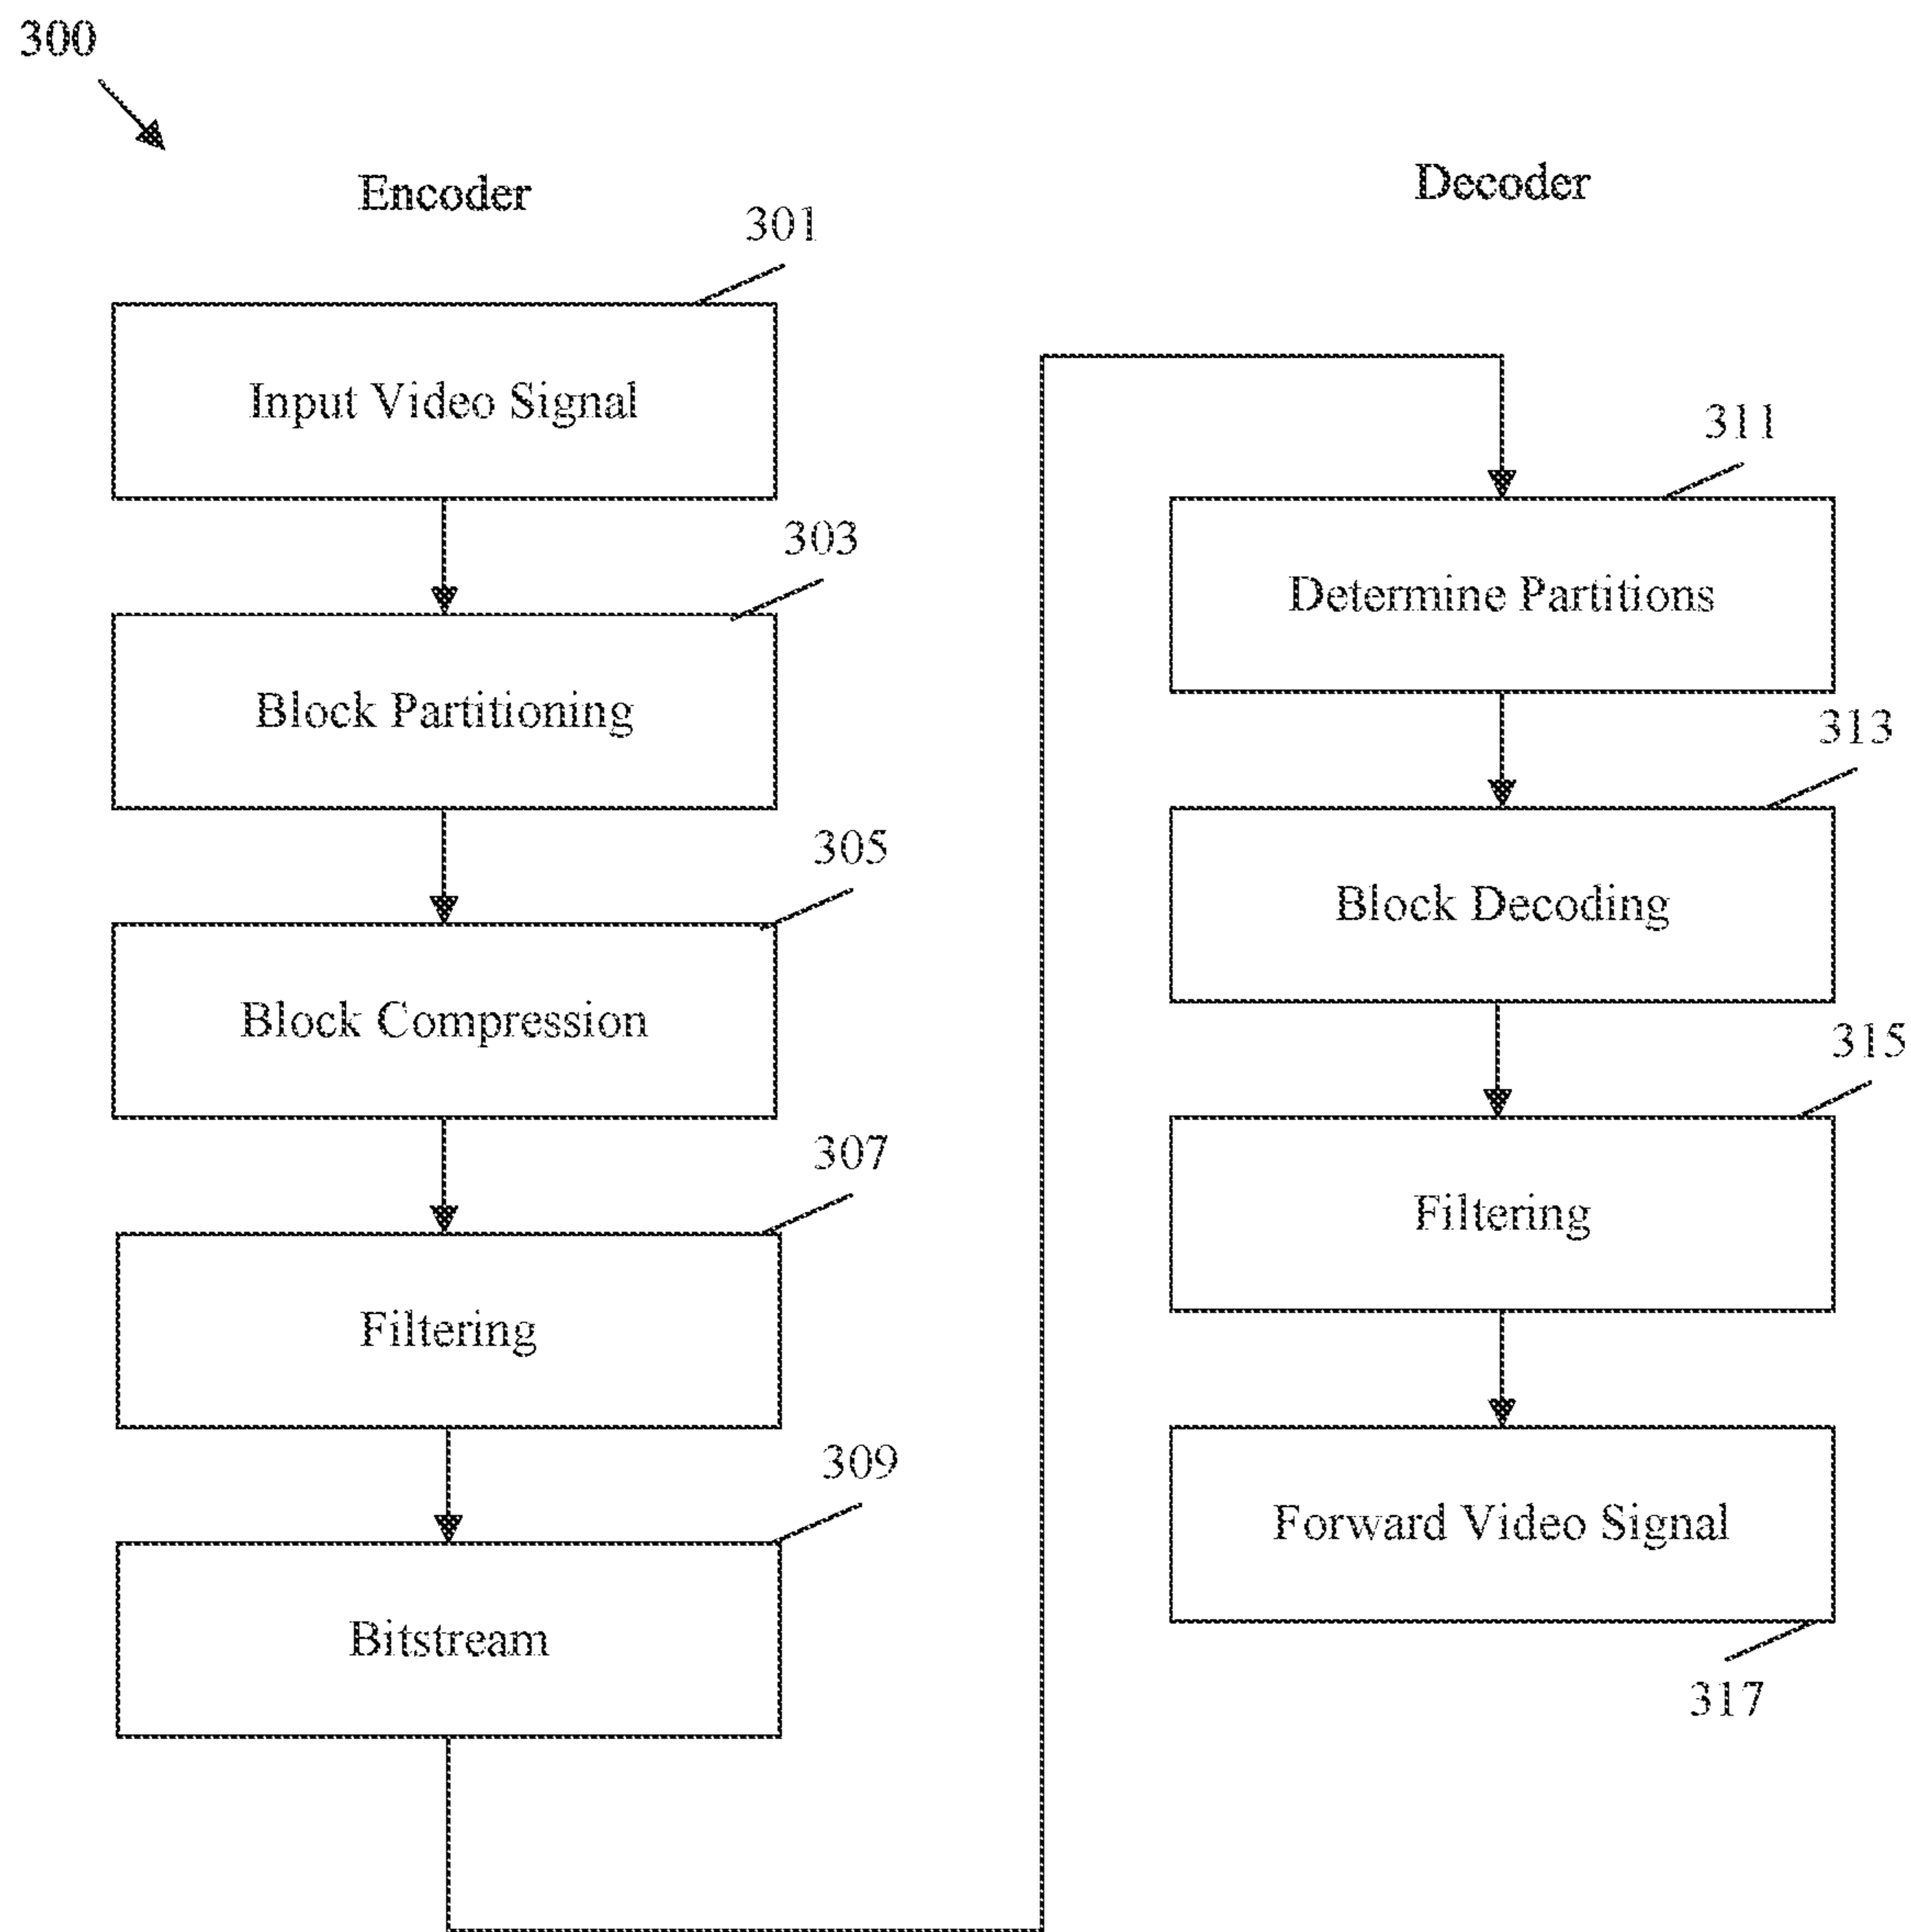 300
Encoder
301
Input Video Signal
303
Block Partitioning
305
Block Compression
307
Filtering
309
Bitstream
Decoder
311
Determine Partitions
313
Block Decoding
315
Filtering
Forward Video Signal
317